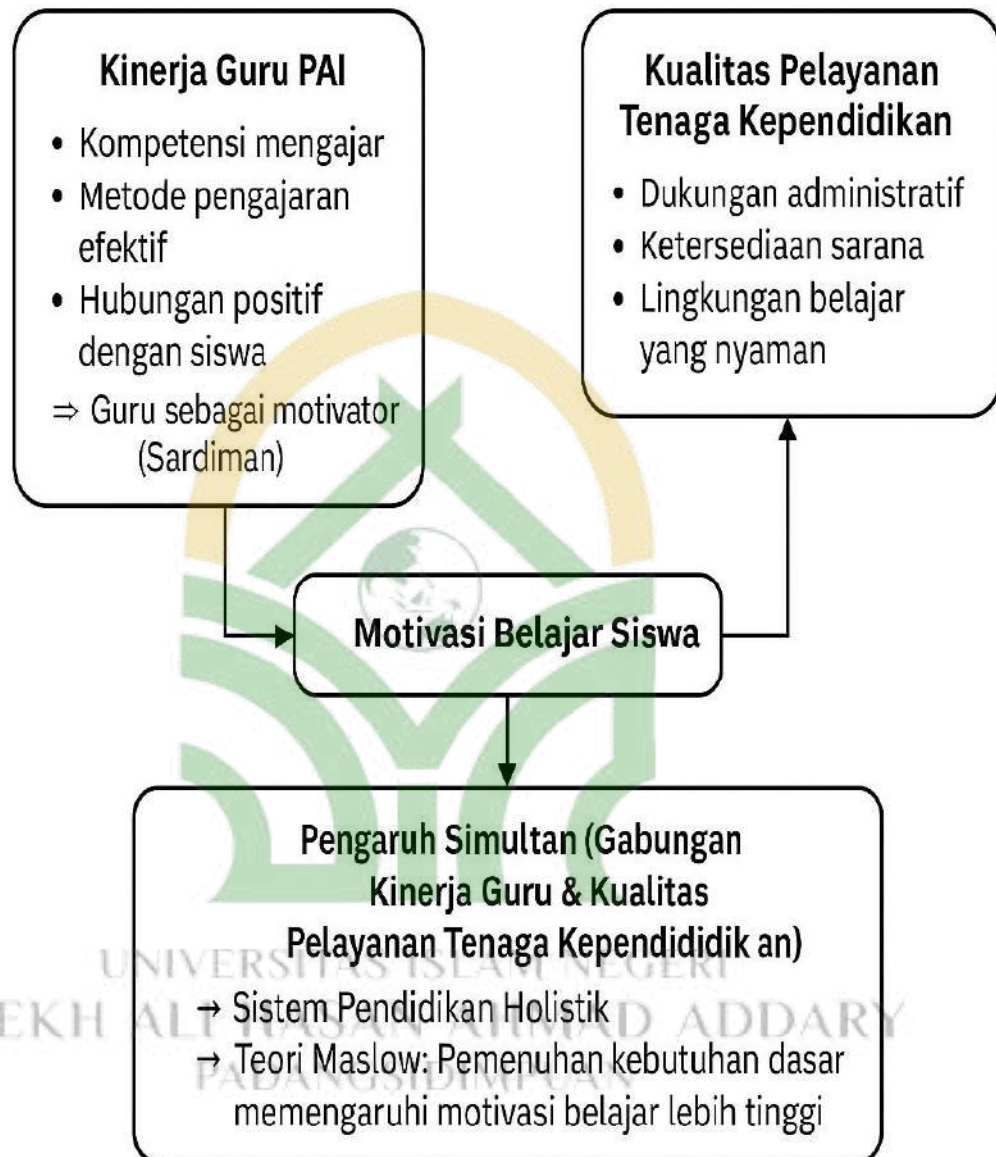 Kinerja Guru PAI
• Kompetensi mengajar
• Metode pengajaran
efektif
• Hubungan positif
dengan siswa
⇒ Guru sebagai motivator
(Sardiman)
Kualitas Pelayanan
Tenaga Kependidikan
• Dukungan administratif
• Ketersediaan sarana
• Lingkungan belajar
yang nyaman
Motivasi Belajar Siswa
Pengaruh Simultan (Gabungan
Kinerja Guru & Kualitas
Pelayanan Tenaga Kependididik an)
→ Sistem Pendidikan Holistik
→ Teori Maslow: Pemenuhan kebutuhan dasar
memengaruhi motivasi belajar lebih tinggi
UNIVERSITAS ISLAM NEGERI
EKH ALI HASAN AHMAD ADDARY
PADANGSIDIMPUAN